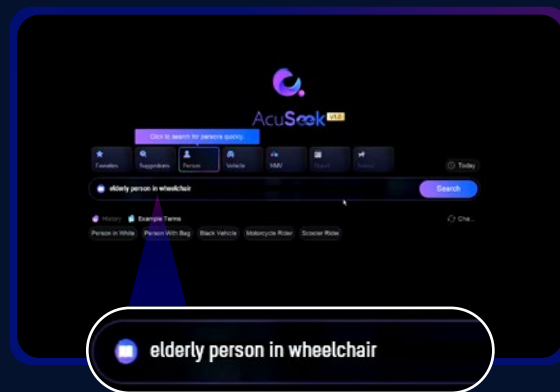 AcuSeek V1.0
Click to search for persons quickly.
Favorites Suggestions Person Vehicle NMV
Today
elderly person in wheelchair Search
History Example Terms Cha...
Person in White Person With Bag Black Vehicle Motorcycle Rider Scooter Rider
elderly person in wheelchair